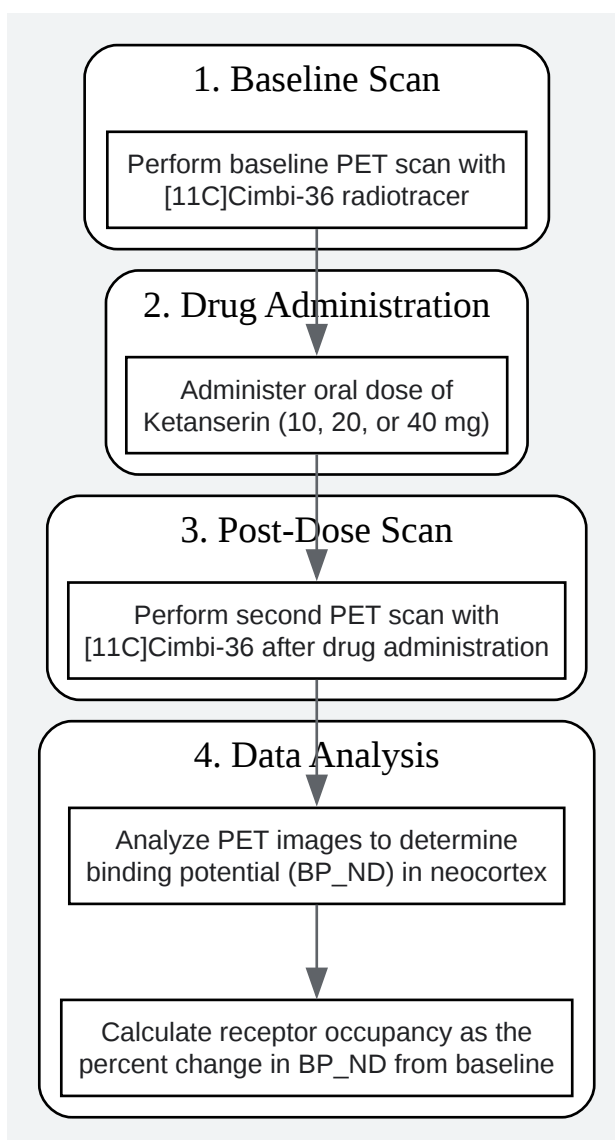 1. Baseline Scan
Perform baseline PET scan with
[11C]Cimbi-36 radiotracer
2. Drug Administration
Administer oral dose of
Ketanserin (10, 20, or 40 mg)
3. Post-Dose Scan
Perform second PET scan with
[11C]Cimbi-36 after drug administration
4. Data Analysis
Analyze PET images to determine
binding potential (BP_ND) in neocortex
Calculate receptor occupancy as the
percent change in BP_ND from baseline